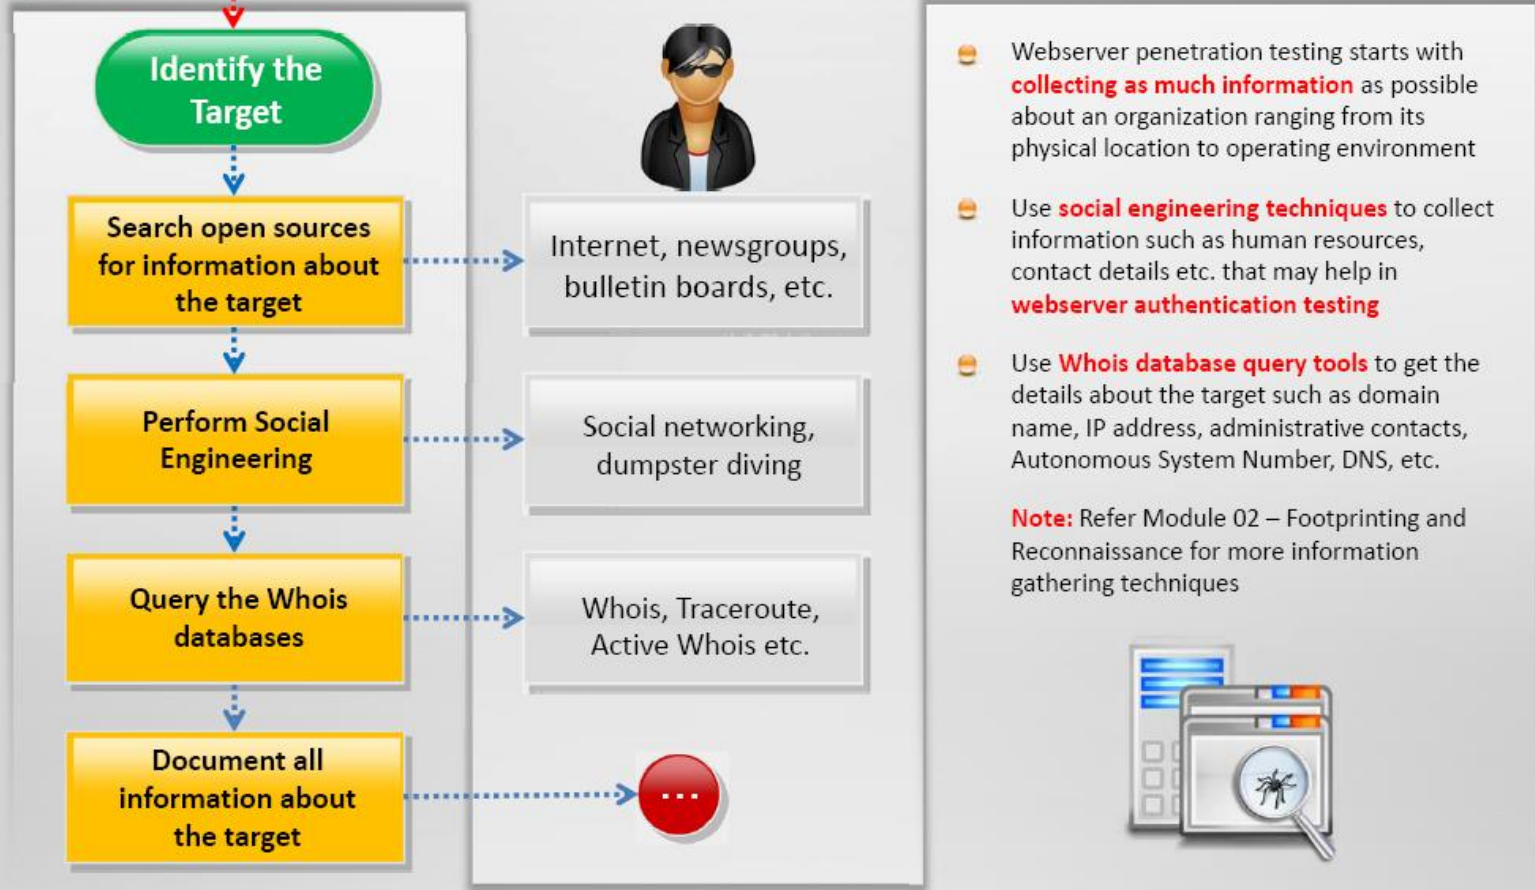 Identify the
Target
Search open sources
for information about
the target
Internet, newsgroups,
bulletin boards, etc.
Perform Social
Engineering
Social networking,
dumpster diving
Query the Whois
databases
Whois, Traceroute,
Active Whois etc.
Document all
information about
the target
...
Webserver penetration testing starts with
collecting as much information as possible
about an organization ranging from its
physical location to operating environment
Use social engineering techniques to collect
information such as human resources,
contact details etc. that may help in
webserver authentication testing
Use Whois database query tools to get the
details about the target such as domain
name, IP address, administrative contacts,
Autonomous System Number, DNS, etc.
Note: Refer Module 02 – Footprinting and
Reconnaissance for more information
gathering techniques